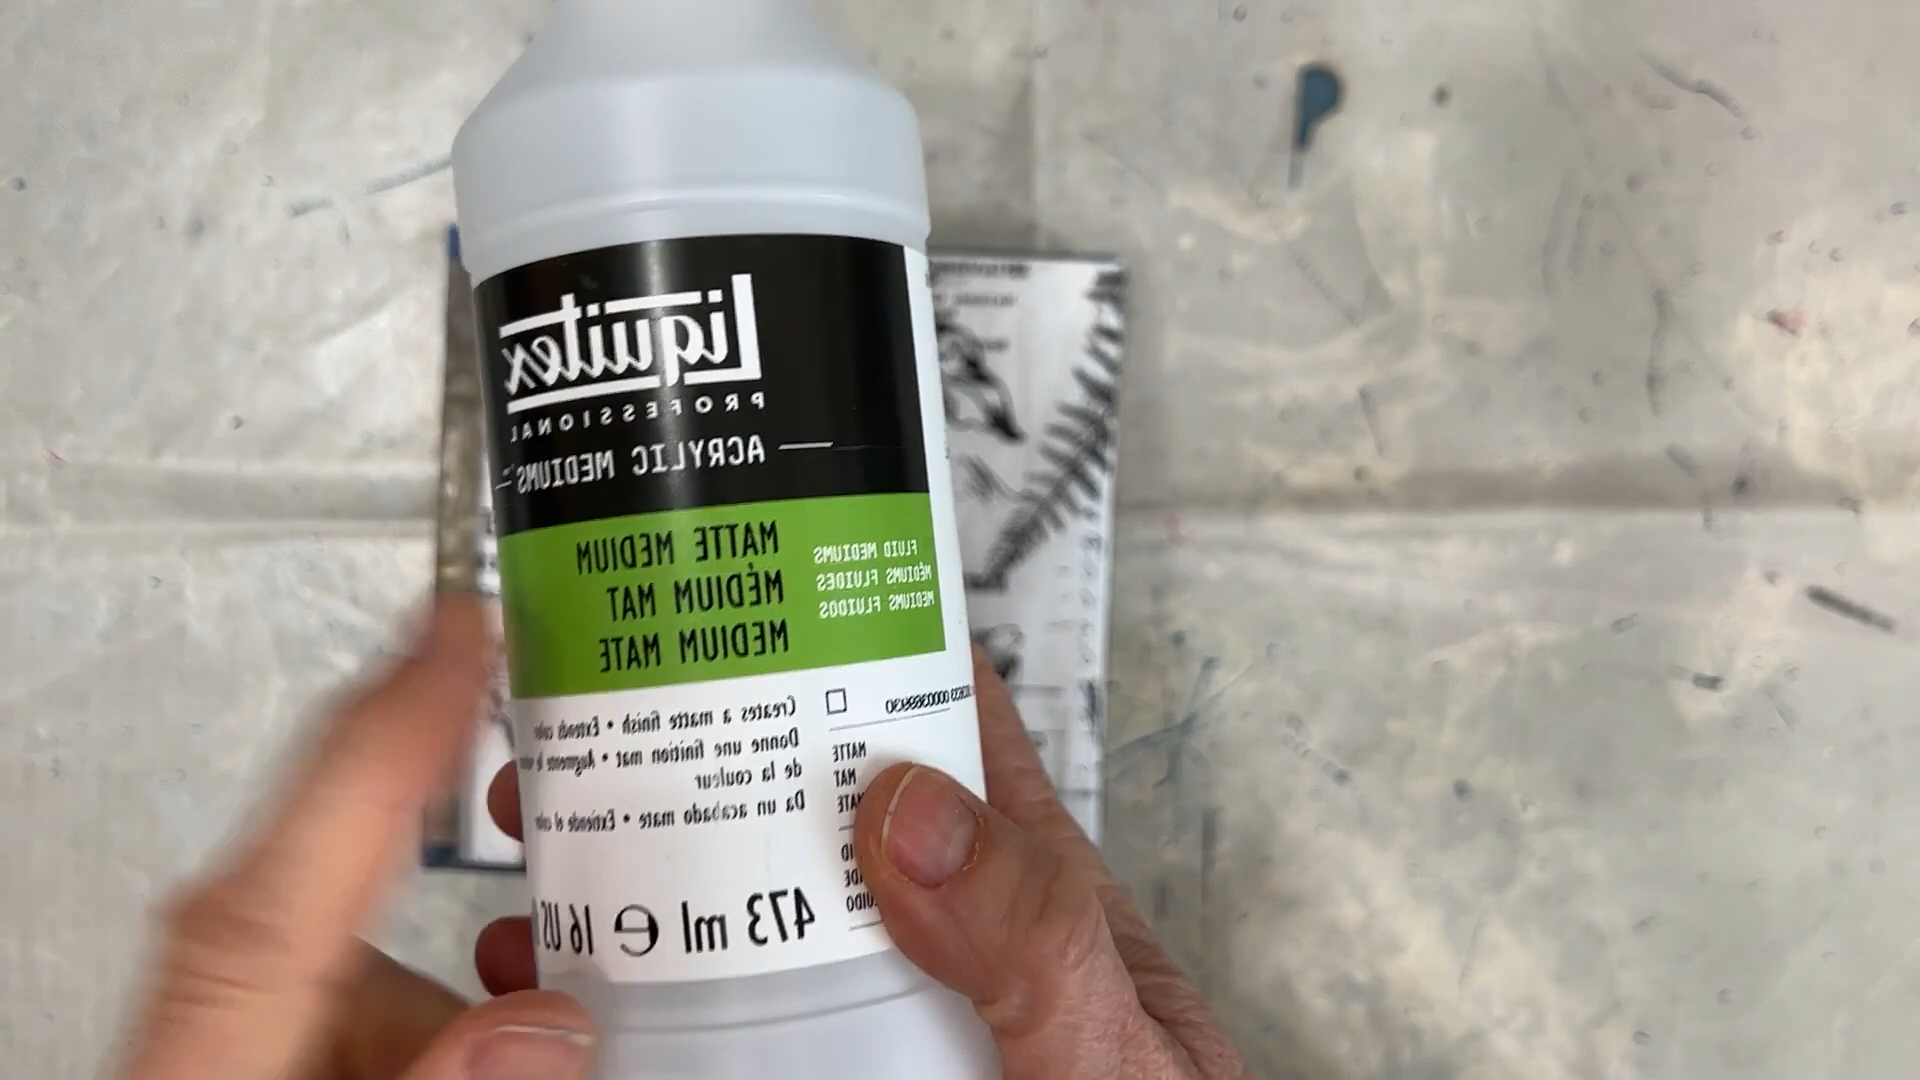 Liquitex
PROFESSIONAL
ACRYLIC MEDIUMS
MATTE MEDIUM
MÉDIUM MAT
MEDIUM MATE
FLUID MEDIUMS
MÉDIUMS FLUIDES
MEDIUMS FLUIDOS
Creates a matte finish • Extends color
Donne une finition mat • Augmente le
de la couleur
Da un acabado mate • Extiende el color
MATTE
MAT
MATE
473 ml e 16 US